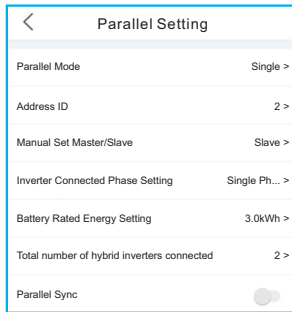 Parallel Setting
Parallel Mode Single >
Address ID 2 >
Manual Set Master/Slave Slave >
Inverter Connected Phase Setting Single Ph... >
Battery Rated Energy Setting 3.0kWh >
Total number of hybrid inverters connected 2 >
Parallel Sync